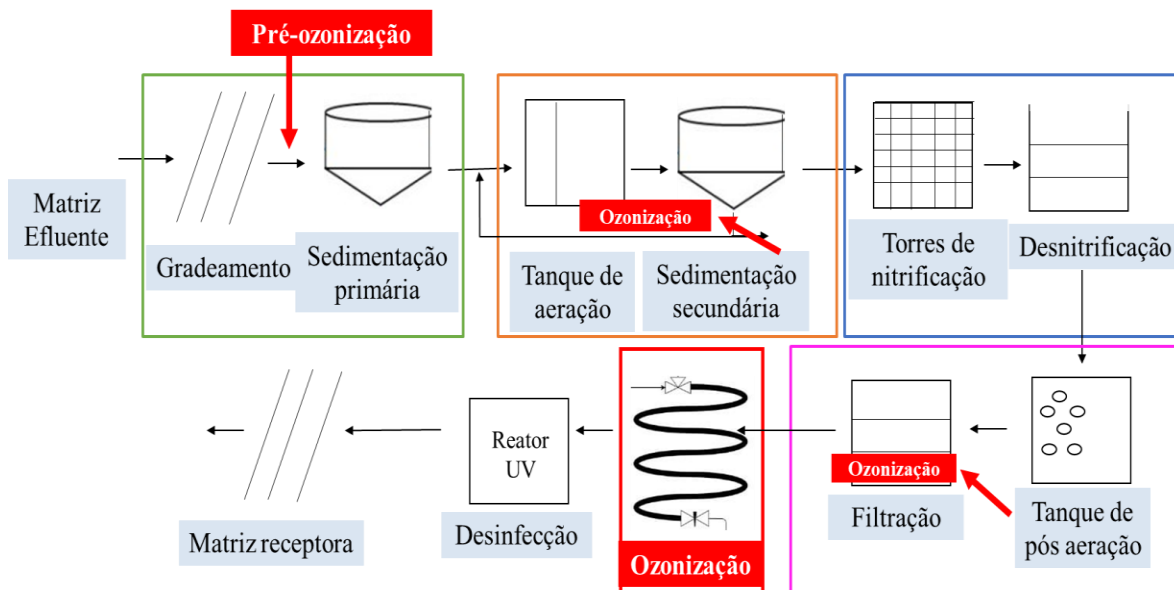 Pré-ozonização
Matriz
Efluente
Gradeamento
Sedimentação
primária
Ozonização
Tanque de
aeração
Sedimentação
secundária
Torres de
nitrificação
Desnitrificação
Matriz receptora
Reator
UV
Desinfecção
Ozonização
Ozonização
Filtração
Tanque de
pós aeração